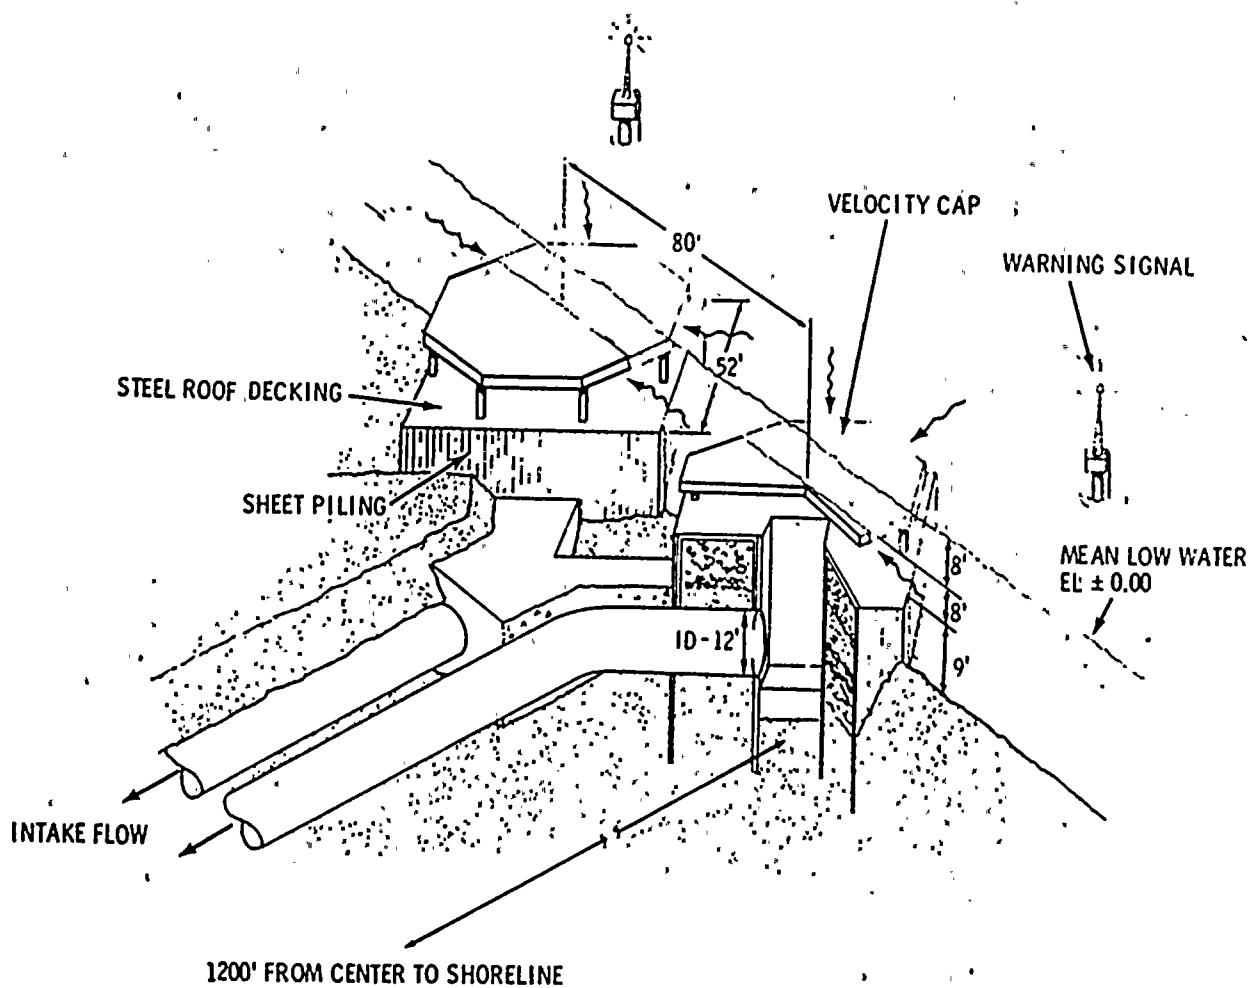 VELOCITY CAP
80'
WARNING SIGNAL
52'
STEEL ROOF DECKING
SHEET PILING
MEAN LOW WATER
EL ± 0.00
8'
8'
9'
ID-12'
INTAKE FLOW
1200' FROM CENTER TO SHORELINE